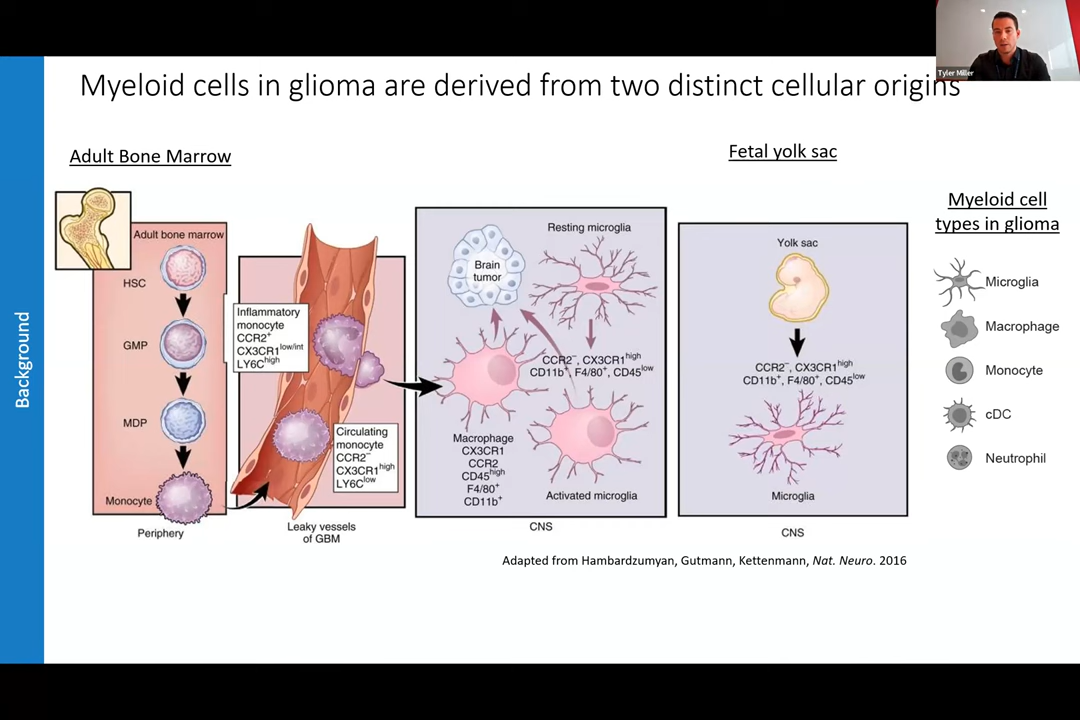 Tyler Miller
Myeloid cells in glioma are derived from two distinct cellular origins
Background
Adult Bone Marrow
Fetal yolk sac
Adult bone marrow
HSC
GMP
MDP
Monocyte
Periphery
Inflammatory
monocyte
CCR2⁺
CX3CR1low/int
LY6Chigh
Circulating
monocyte
CCR2⁻
CX3CR1high
LY6Clow
Leaky vessels
of GBM
Brain
tumor
Resting microglia
CCR2⁻, CX3CR1high
CD11b⁺, F4/80⁺, CD45low
Macrophage
CX3CR1
CCR2
CD45high
F4/80⁺
CD11b⁺
Activated microglia
CNS
Yolk sac
CCR2⁻, CX3CR1high
CD11b⁺, F4/80⁺, CD45low
Microglia
CNS
Myeloid cell
types in glioma
Microglia
Macrophage
Monocyte
cDC
Neutrophil
Adapted from Hambardzumyan, Gutmann, Kettenmann, Nat. Neuro. 2016